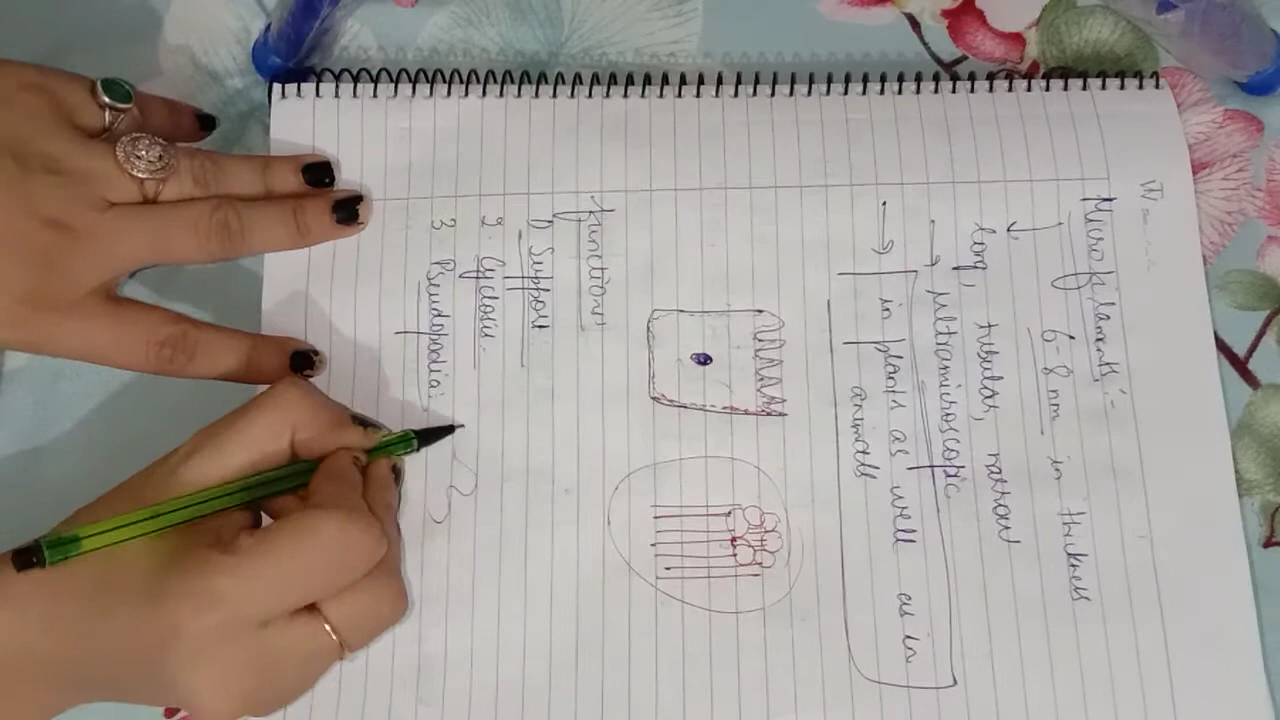 Microfilaments :-
6-8 nm in thickness
long, tubular, narrow
→ ultramicroscopic
→ in plants as well as in
animals
functions
1) Support
2. Cyclosis.
3. Pseudopodia: